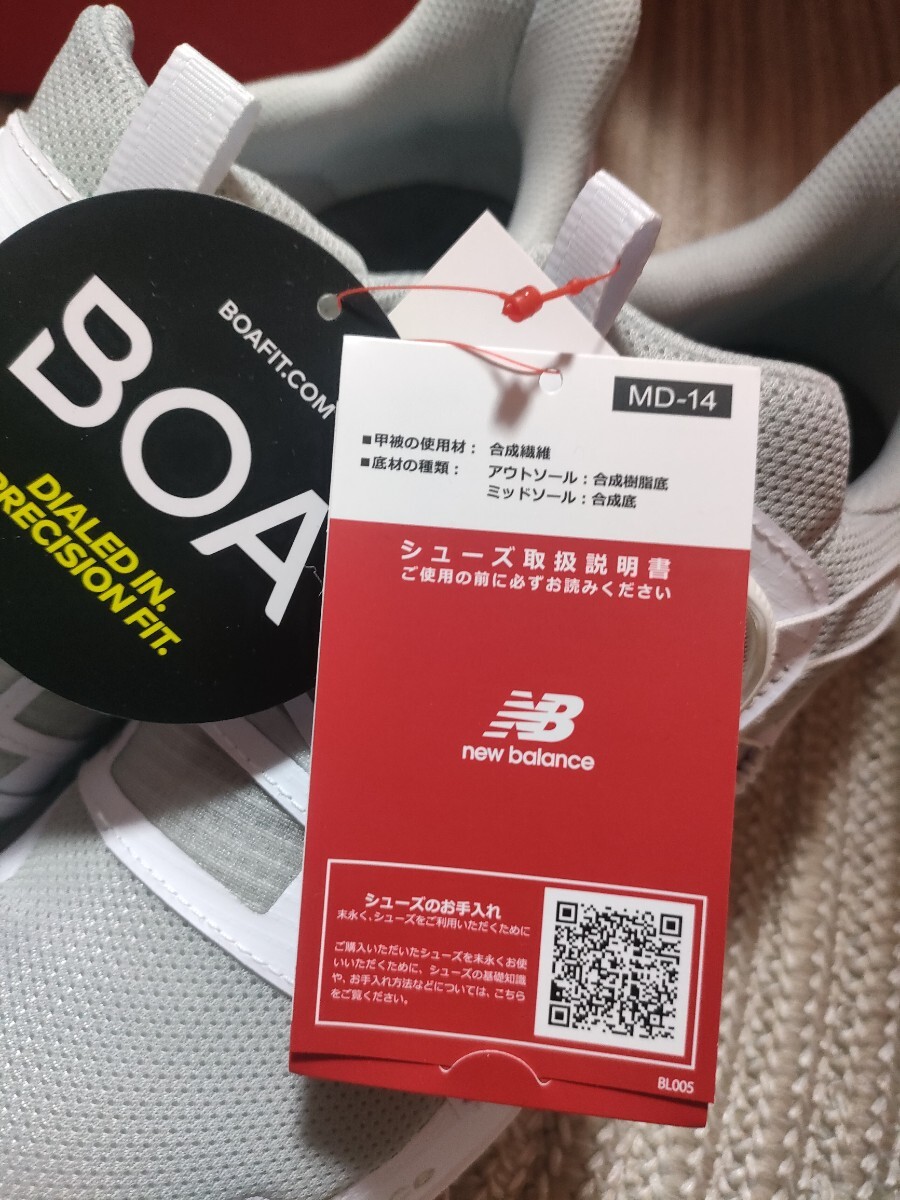 BOAFIT.COM
BOA
DIALED IN.
PRECISION FIT.
MD-14
■甲被の使用材： 合成繊維
■底材の種類： アウトソール：合成樹脂底
ミッドソール：合成底
シューズ取扱説明書
ご使用の前に必ずお読みください
NB
new balance
シューズのお手入れ
末永く、シューズをご利用いただくために
ご購入いただいたシューズを末永くお使
いいただくために、シューズの基礎知識
や、お手入れ方法などについては、こちら
をご覧ください。
BL005